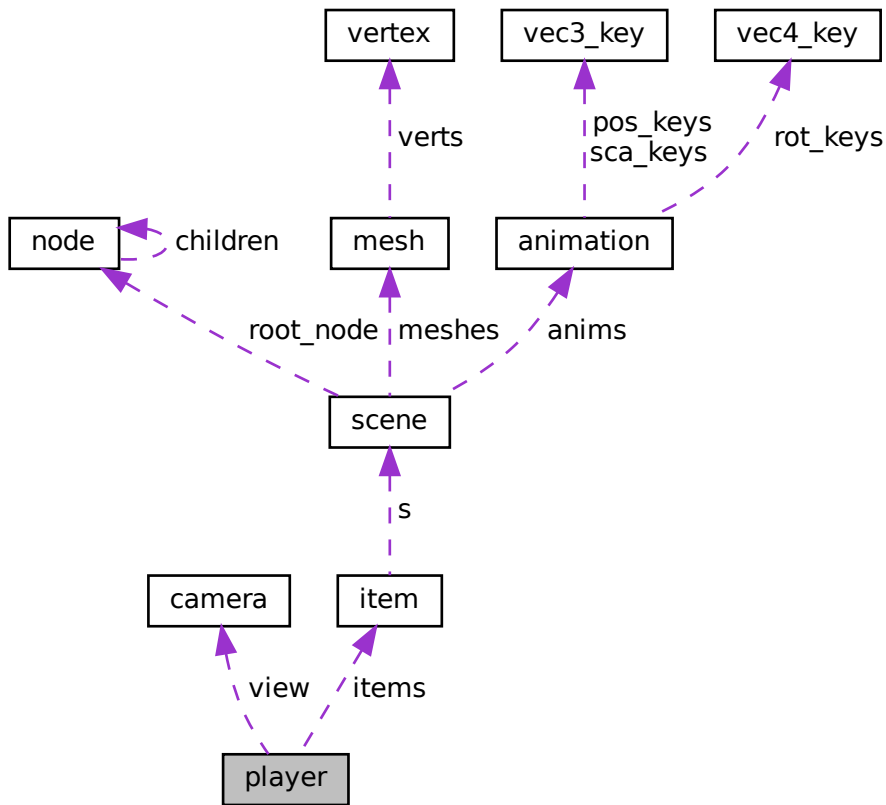 vertex
vec3_key
vec4_key
verts
pos_keys
sca_keys
rot_keys
node
children
mesh
animation
root_node
meshes
anims
scene
s
camera
item
view
items
player